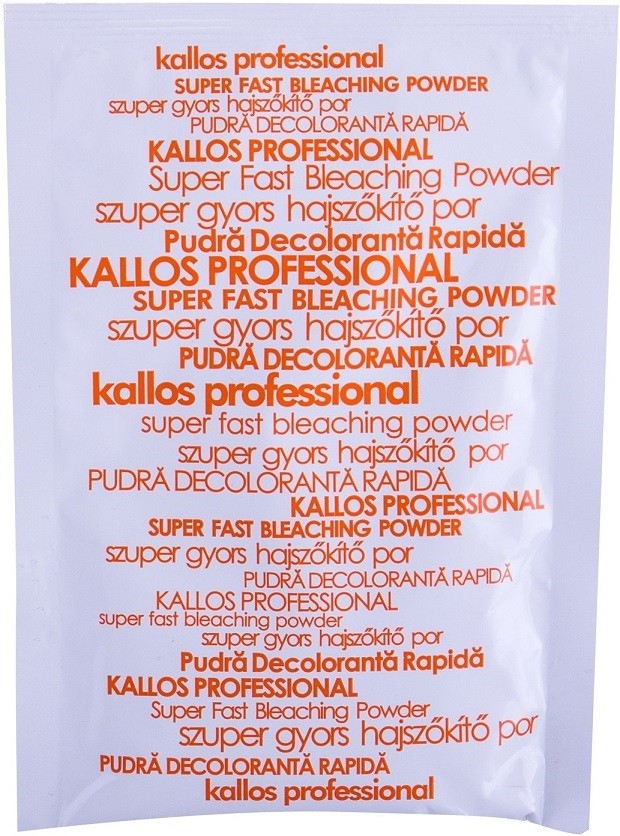 kallos professional
SUPER FAST BLEACHING POWDER
szuper gyors hajszőkítő por
PUDRĂ DECOLORANTĂ RAPIDĂ
KALLOS PROFESSIONAL
Super Fast Bleaching Powder
szuper gyors hajszőkítő por
Pudră Decolorantă Rapidă
KALLOS PROFESSIONAL
SUPER FAST BLEACHING POWDER
szuper gyors hajszőkítő por
PUDRĂ DECOLORANTĂ RAPIDĂ
kallos professional
super fast bleaching powder
szuper gyors hajszőkítő por
PUDRĂ DECOLORANTĂ RAPIDĂ
KALLOS PROFESSIONAL
SUPER FAST BLEACHING POWDER
szuper gyors hajszőkítő por
PUDRĂ DECOLORANTĂ RAPIDĂ
KALLOS PROFESSIONAL
super fast bleaching powder
szuper gyors hajszőkítő por
Pudră Decolorantă Rapidă
KALLOS PROFESSIONAL
Super Fast Bleaching Powder
szuper gyors hajszőkítő por
PUDRĂ DECOLORANTĂ RAPIDĂ
kallos professional